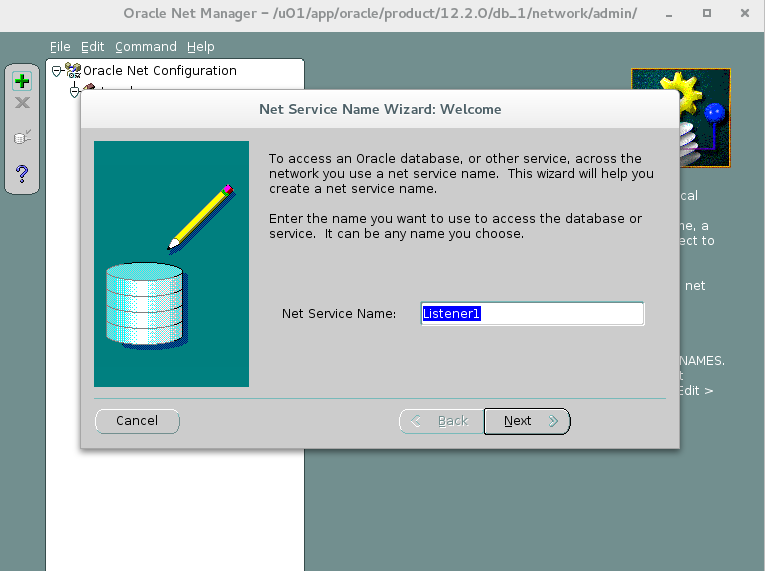 Oracle Net Manager – /u01/app/oracle/product/12.2.0/db_1/network/admin/
File Edit Command Help
Oracle Net Configuration
Net Service Name Wizard: Welcome
To access an Oracle database, or other service, across the
network you use a net service name.  This wizard will help you
create a net service name.
Enter the name you want to use to access the database or
service.  It can be any name you choose.
Net Service Name: Listener1
cal
ne, a
ect to
net
NAMES.
t
Edit >
Cancel Back Next